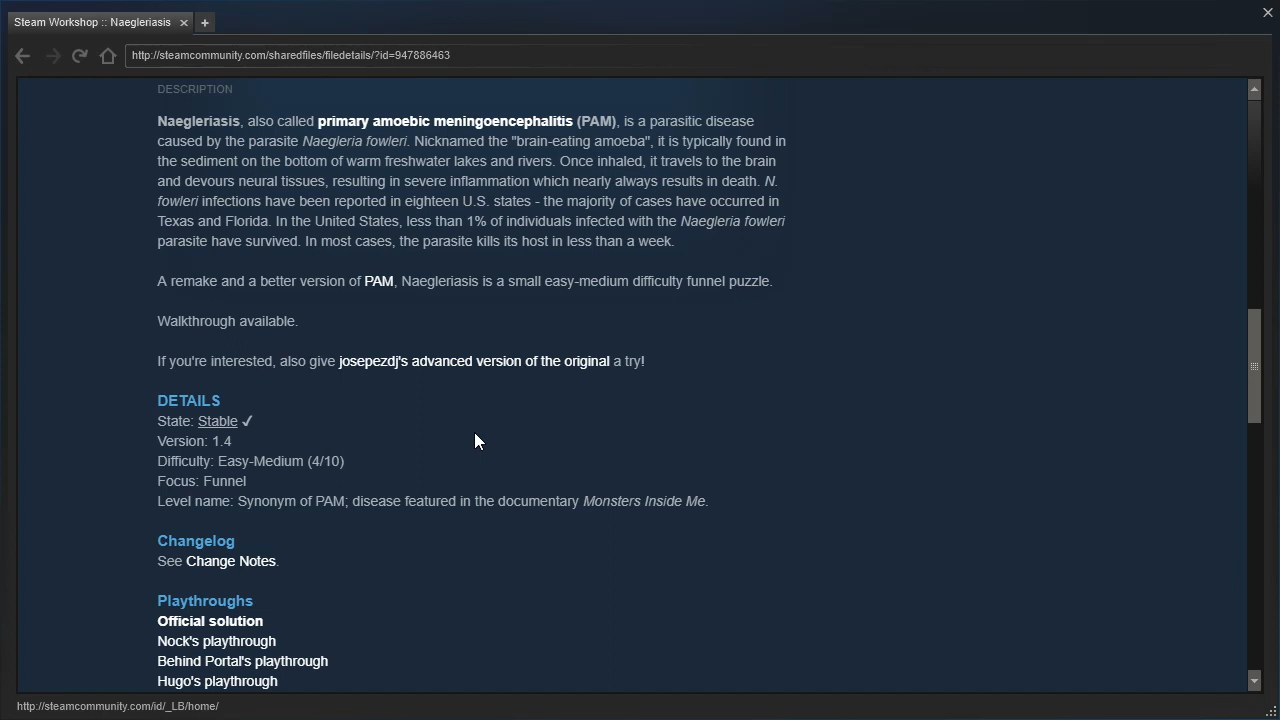 Steam Workshop :: Naegleriasis
http://steamcommunity.com/sharedfiles/filedetails/?id=947886463
DESCRIPTION
Naegleriasis, also called primary amoebic meningoencephalitis (PAM), is a parasitic disease
caused by the parasite Naegleria fowleri. Nicknamed the "brain-eating amoeba", it is typically found in
the sediment on the bottom of warm freshwater lakes and rivers. Once inhaled, it travels to the brain
and devours neural tissues, resulting in severe inflammation which nearly always results in death. N.
fowleri infections have been reported in eighteen U.S. states - the majority of cases have occurred in
Texas and Florida. In the United States, less than 1% of individuals infected with the Naegleria fowleri
parasite have survived. In most cases, the parasite kills its host in less than a week.
A remake and a better version of PAM, Naegleriasis is a small easy-medium difficulty funnel puzzle.
Walkthrough available.
If you're interested, also give josepezdj's advanced version of the original a try!
DETAILS
State: Stable ✓
Version: 1.4
Difficulty: Easy-Medium (4/10)
Focus: Funnel
Level name: Synonym of PAM; disease featured in the documentary Monsters Inside Me.
Changelog
See Change Notes.
Playthroughs
Official solution
Nock's playthrough
Behind Portal's playthrough
Hugo's playthrough
http://steamcommunity.com/id/_LB/home/